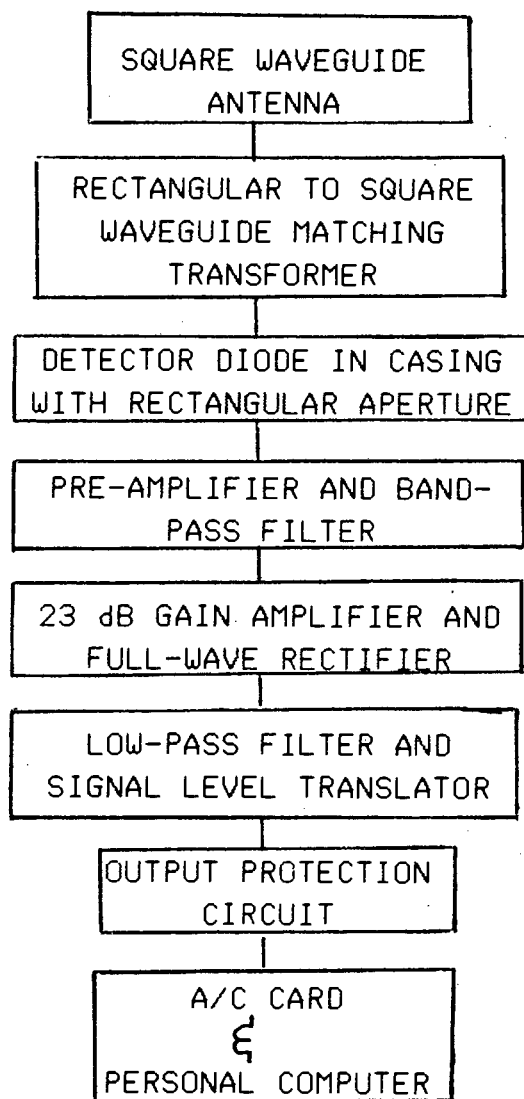 SQUARE WAVEGUIDE
ANTENNA
RECTANGULAR TO SQUARE
WAVEGUIDE MATCHING
TRANSFORMER
DETECTOR DIODE IN CASING
WITH RECTANGULAR APERTURE
PRE-AMPLIFIER AND BAND-
PASS FILTER
23 dB GAIN AMPLIFIER AND
FULL-WAVE RECTIFIER
LOW-PASS FILTER AND
SIGNAL LEVEL TRANSLATOR
OUTPUT PROTECTION
CIRCUIT
A/C CARD
&
PERSONAL COMPUTER